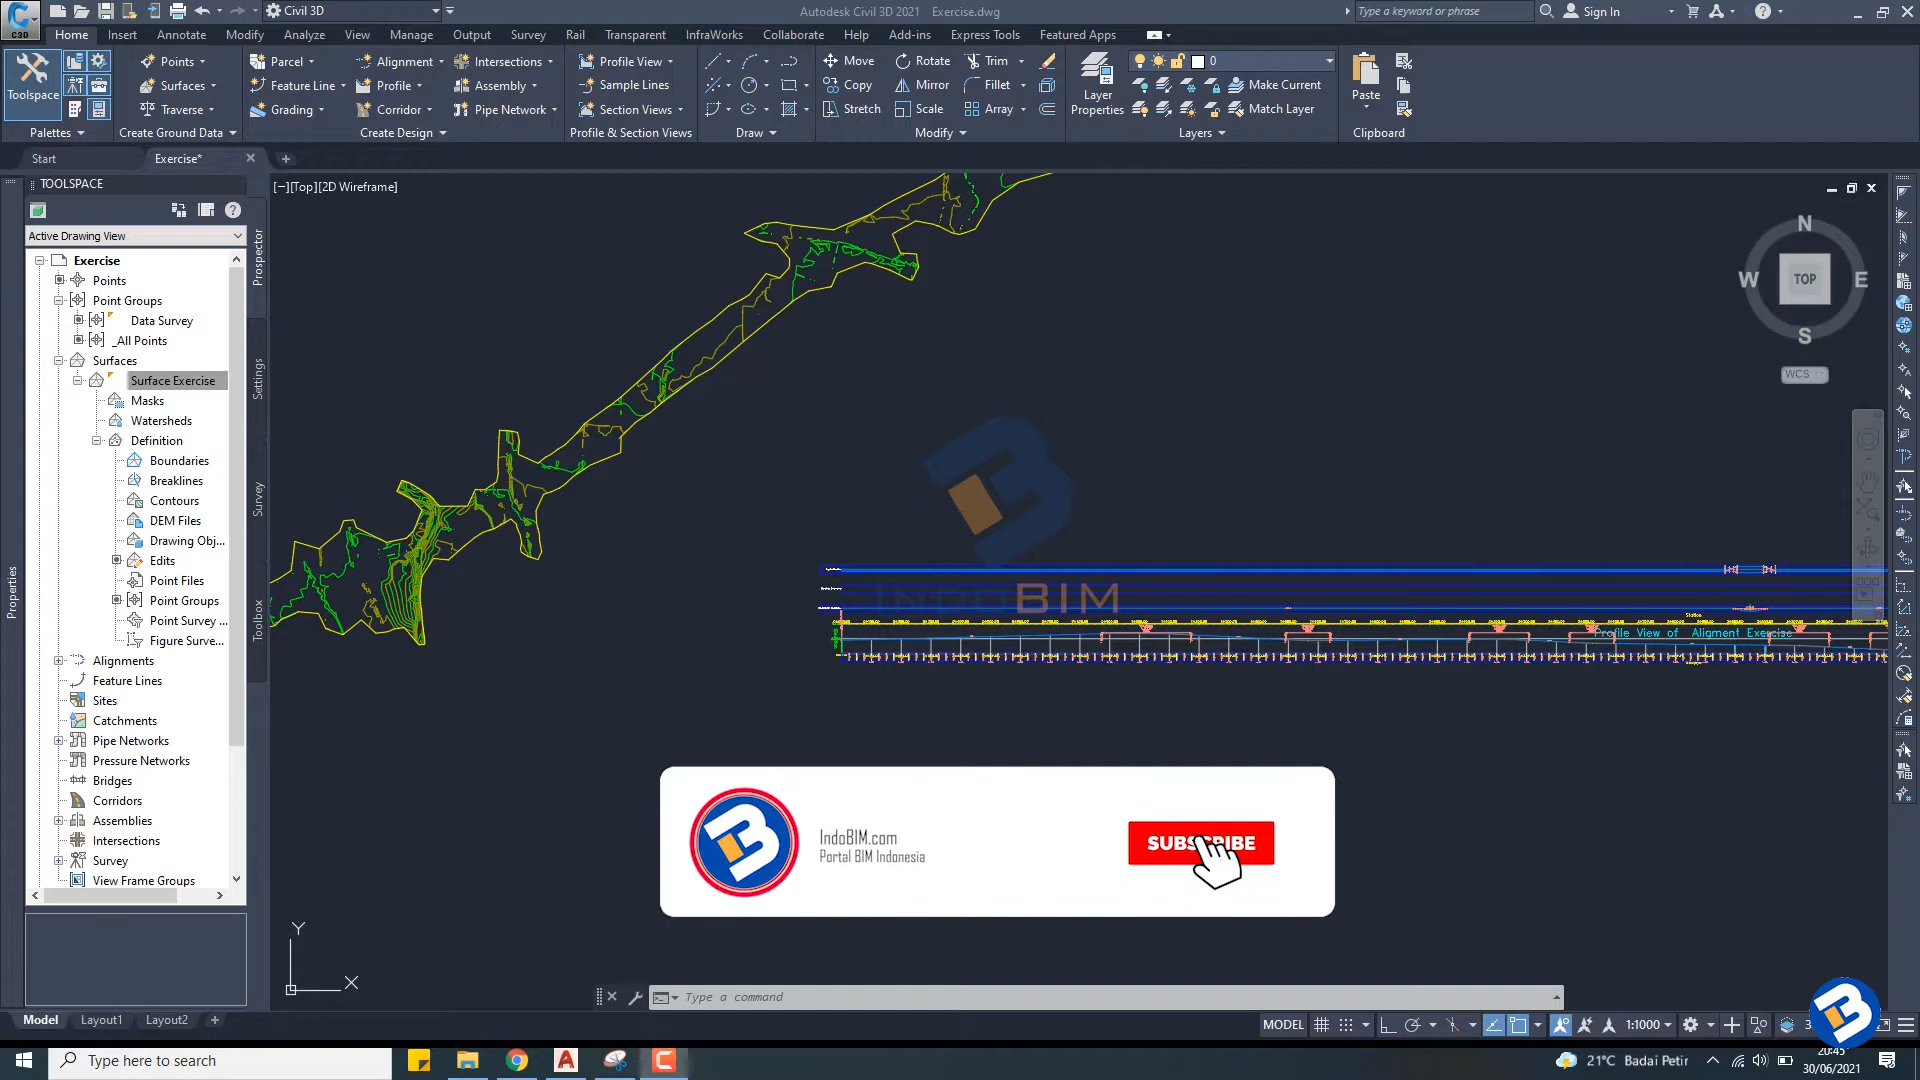 C3D
Civil 3D
Autodesk Civil 3D 2021 Exercise.dwg
Type a keyword or phrase
Sign In
Home Insert Annotate Modify Analyze View Manage Output Survey Rail Transparent InfraWorks Collaborate Help Add-ins Express Tools Featured Apps
Toolspace
Points
Surfaces
Traverse
Parcel
Feature Line
Grading
Alignment
Profile
Corridor
Intersections
Assembly
Pipe Network
Profile View
Sample Lines
Section Views
Move
Copy
Stretch
Rotate
Mirror
Scale
Trim
Fillet
Array
Layer
Properties
0
Make Current
Match Layer
Paste
Palettes
Create Ground Data
Create Design
Profile & Section Views
Draw
Modify
Layers
Clipboard
Start
Exercise*
TOOLSPACE
Active Drawing View
Exercise
Points
Point Groups
Data Survey
_All Points
Surfaces
Surface Exercise
Masks
Watersheds
Definition
Boundaries
Breaklines
Contours
DEM Files
Drawing Obj...
Edits
Point Files
Point Groups
Point Survey ...
Figure Surve...
Alignments
Feature Lines
Sites
Catchments
Pipe Networks
Pressure Networks
Bridges
Corridors
Assemblies
Intersections
Survey
View Frame Groups
Properties
Prospector
Settings
Survey
Toolbox
[−][Top][2D Wireframe]
N
W
TOP
E
S
WCS
INDOBIM
Station
Profile View of Aligment Exercise
IndoBIM.com
Portal BIM Indonesia
SUBSCRIBE
Y
X
Type a command
Model Layout1 Layout2
MODEL
1:1000
Type here to search
21°C Badai Petir
20:45
30/06/2021